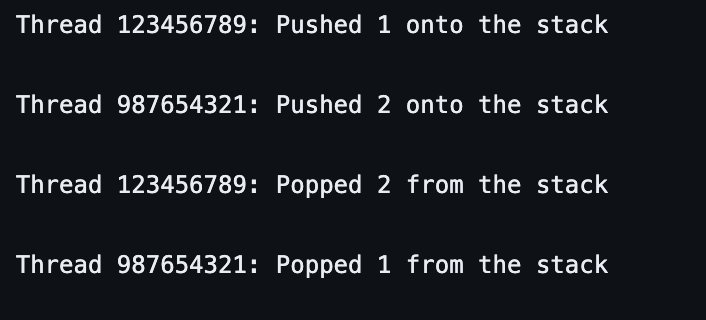 Thread 123456789: Pushed 1 onto the stack
Thread 987654321: Pushed 2 onto the stack
Thread 123456789: Popped 2 from the stack
Thread 987654321: Popped 1 from the stack